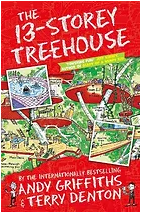 THE
13-STOREY
TREEHOUSE
BY THE INTERNATIONALLY BESTSELLING
ANDY GRIFFITHS
& TERRY DENTON